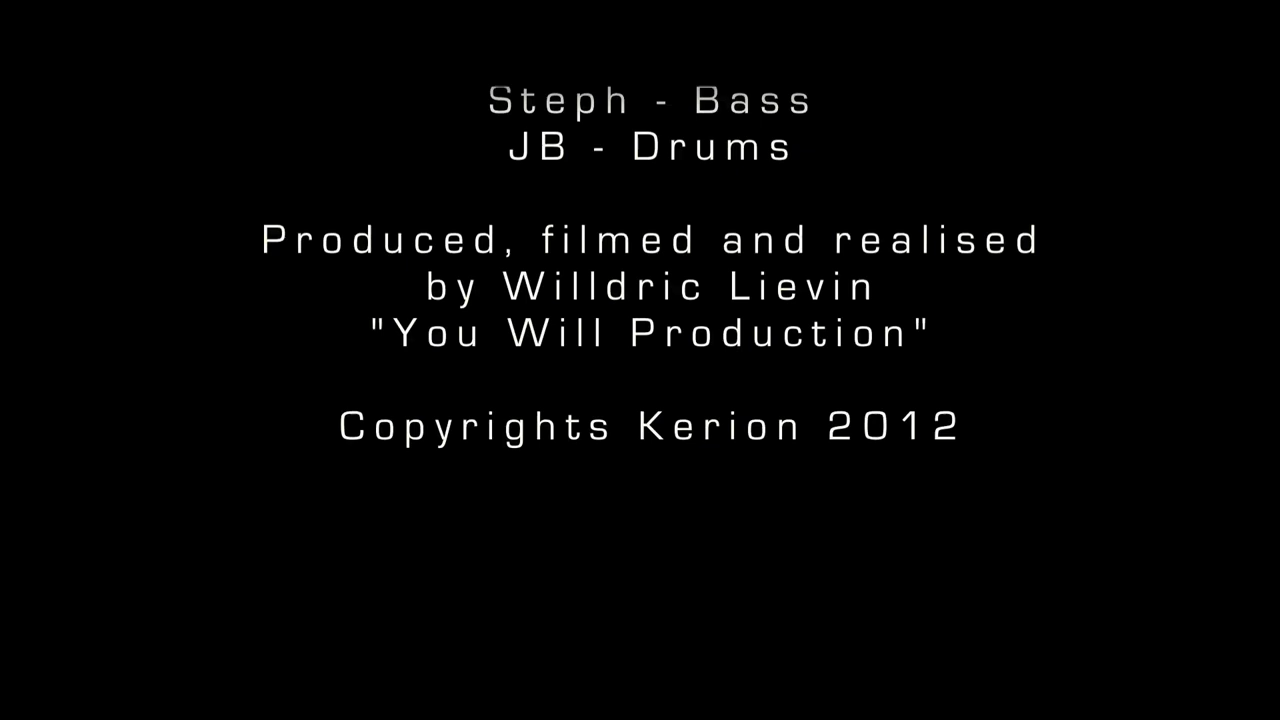 Steph - Bass
JB - Drums
Produced, filmed and realised
by Willdric Lievin
"You Will Production"
Copyrights Kerion 2012